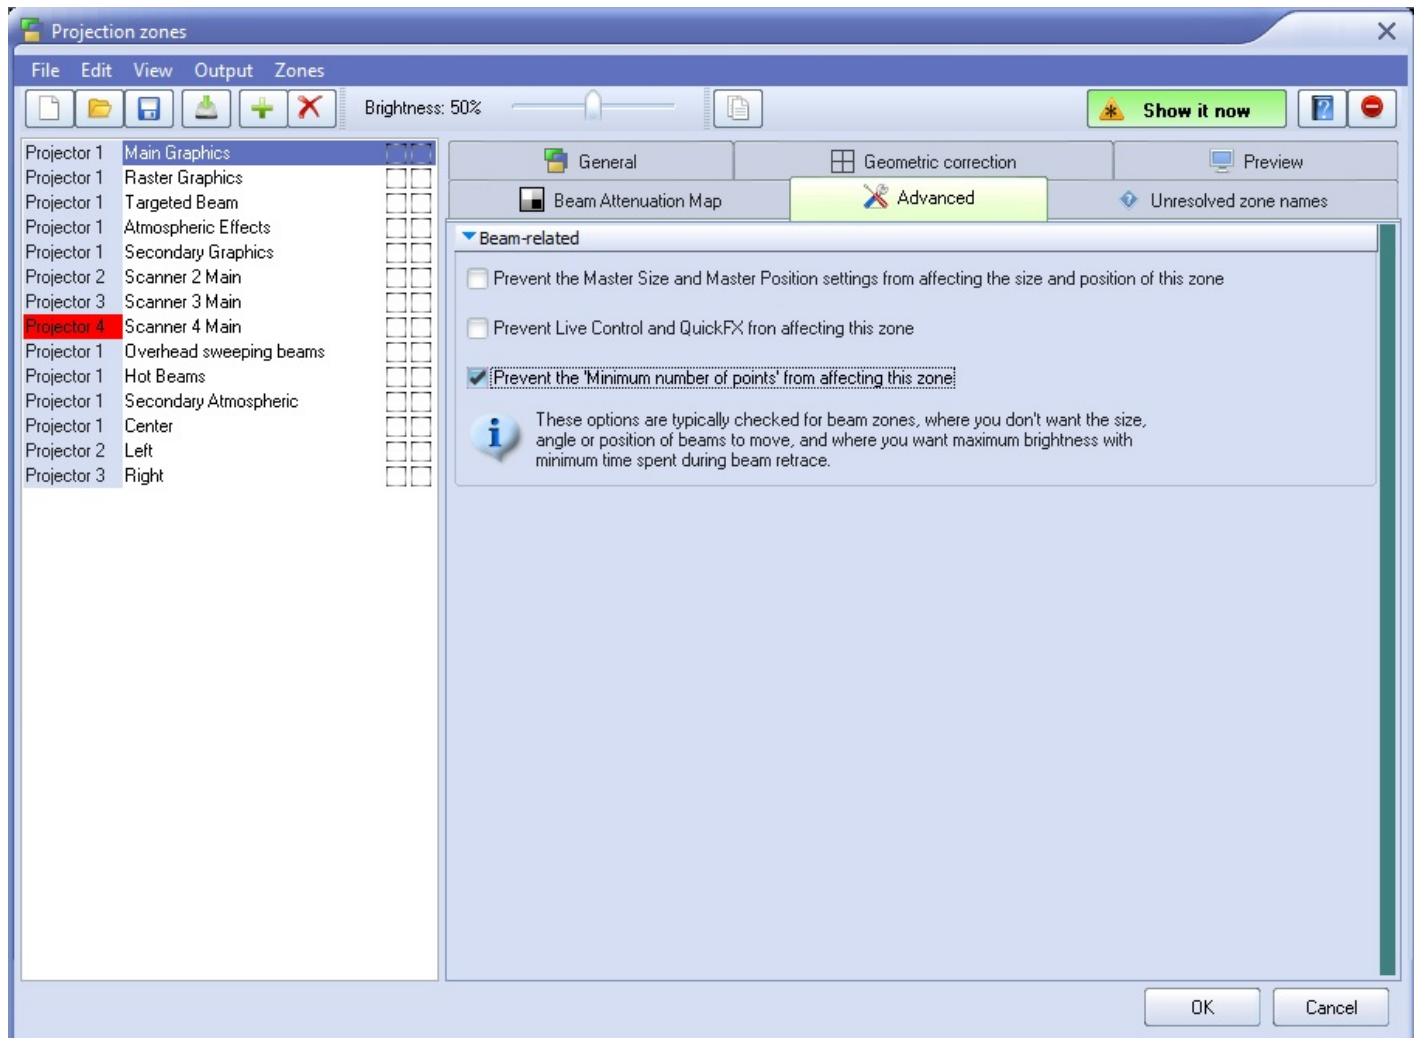 Projection zones
File Edit View Output Zones
Brightness: 50%
Show it now
Projector 1 Main Graphics
Projector 1 Raster Graphics
Projector 1 Targeted Beam
Projector 1 Atmospheric Effects
Projector 1 Secondary Graphics
Projector 2 Scanner 2 Main
Projector 3 Scanner 3 Main
Projector 4 Scanner 4 Main
Projector 1 Overhead sweeping beams
Projector 1 Hot Beams
Projector 1 Secondary Atmospheric
Projector 1 Center
Projector 2 Left
Projector 3 Right
General Geometric correction Preview
Beam Attenuation Map Advanced Unresolved zone names
Beam-related
Prevent the Master Size and Master Position settings from affecting the size and position of this zone
Prevent Live Control and QuickFX fron affecting this zone
Prevent the 'Minimum number of points' from affecting this zone
These options are typically checked for beam zones, where you don't want the size,
angle or position of beams to move, and where you want maximum brightness with
minimum time spent during beam retrace.
OK Cancel